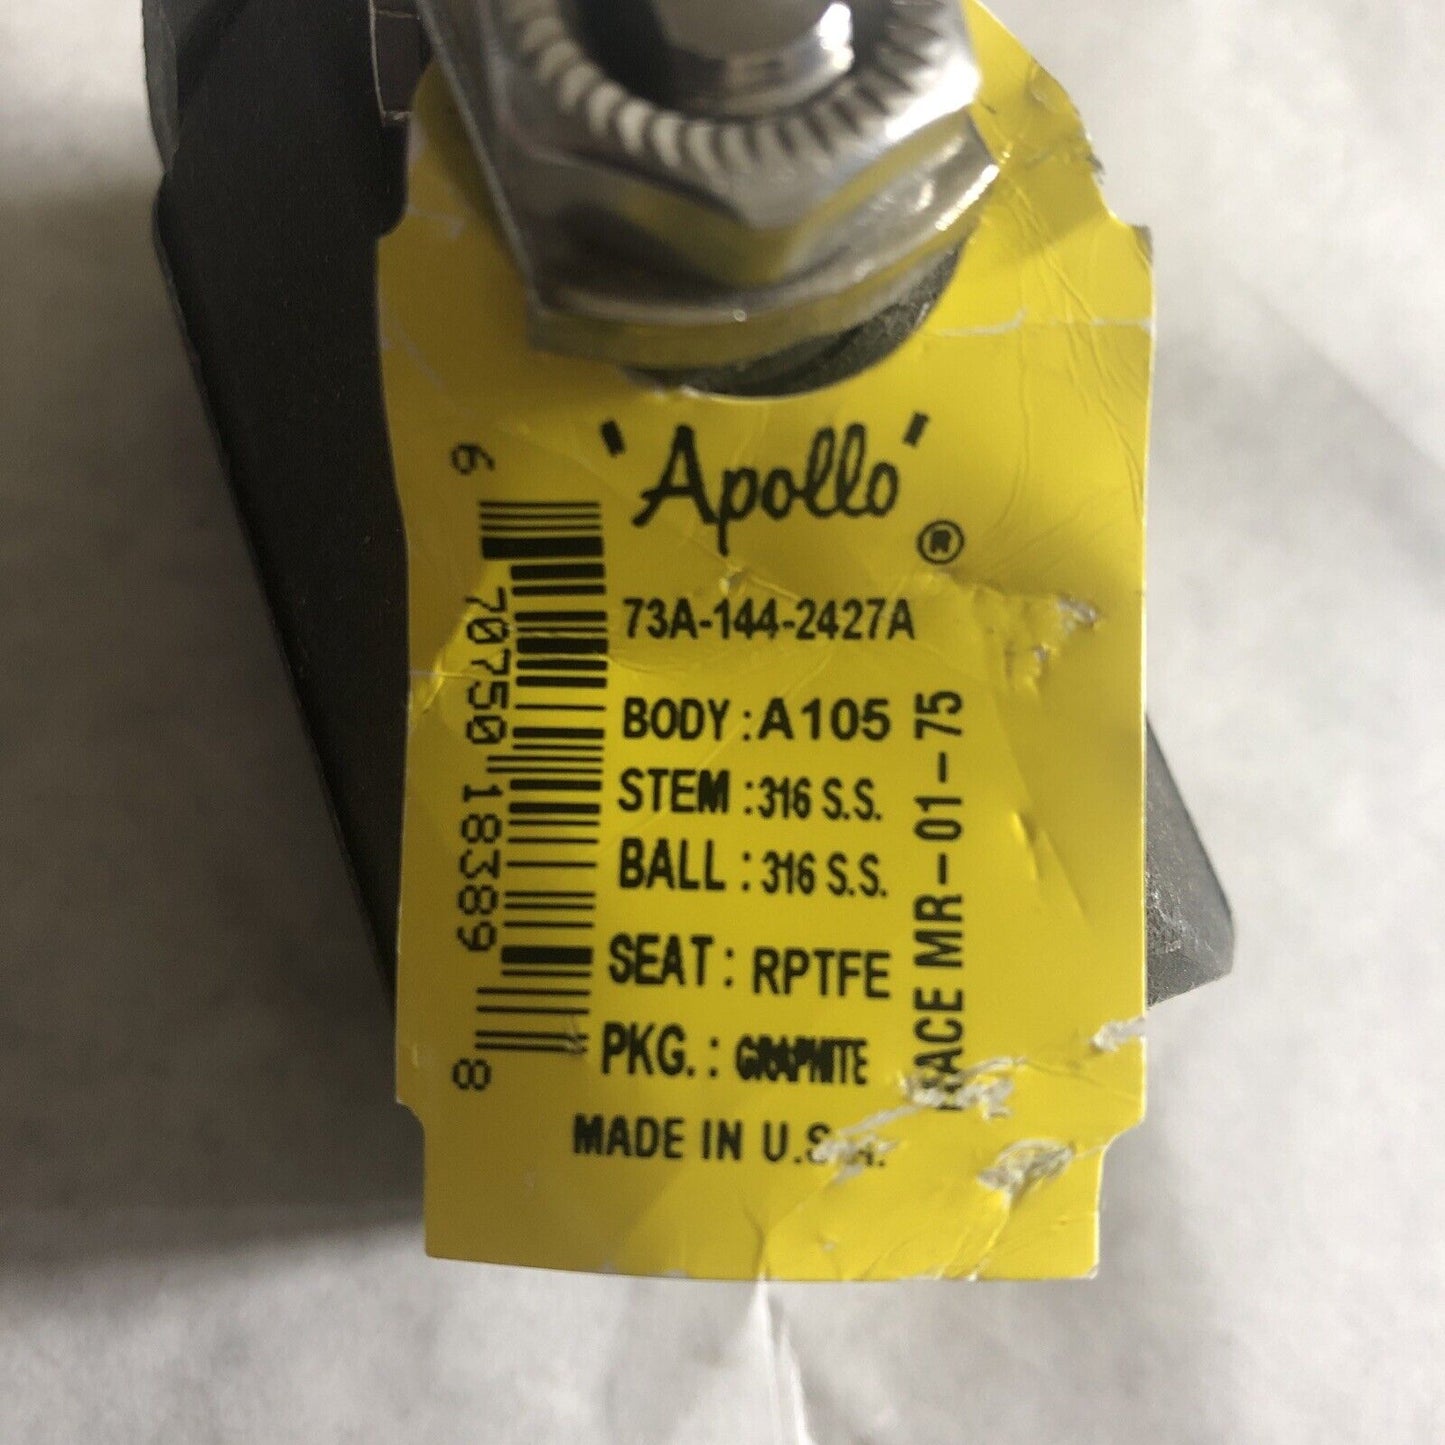 "Apollo" ®
73A-144-2427A
BODY : A105
STEM : 316 S.S.
BALL : 316 S.S.
SEAT : RPTFE
PKG. : GRAPHITE
MADE IN U.S.A.
MR-01-75
6 70750 18389 8